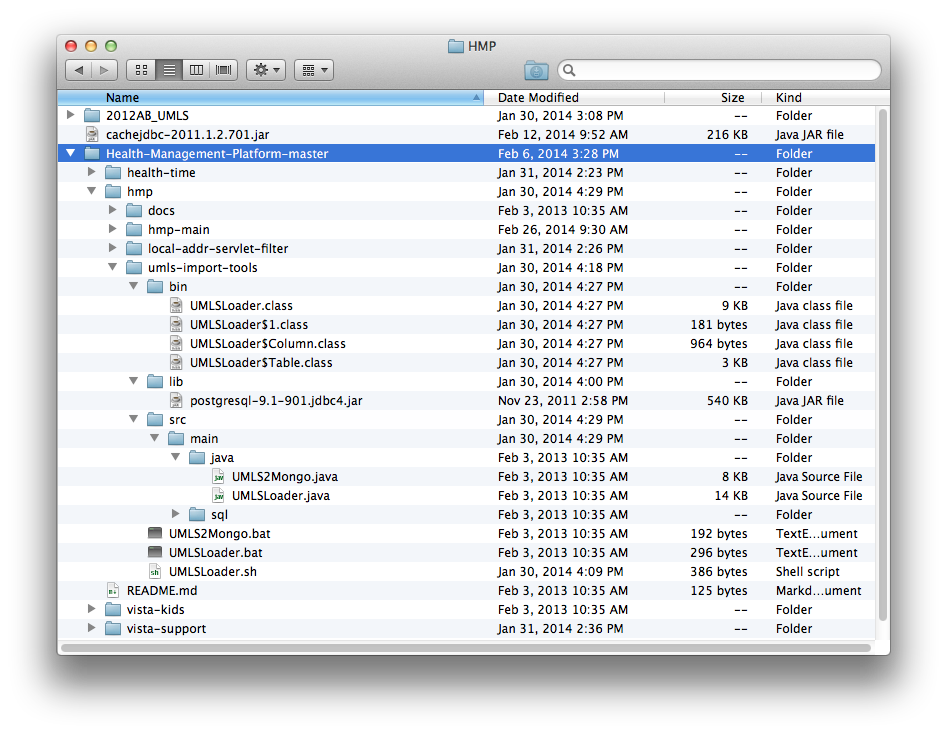 HMP
Name Date Modified Size Kind
2012AB_UMLS Jan 30, 2014 3:08 PM -- Folder
cachejdbc-2011.1.2.701.jar Feb 12, 2014 9:52 AM 216 KB Java JAR file
Health-Management-Platform-master Feb 6, 2014 3:28 PM -- Folder
health-time Jan 31, 2014 2:23 PM -- Folder
hmp Jan 30, 2014 4:29 PM -- Folder
docs Feb 3, 2013 10:35 AM -- Folder
hmp-main Feb 26, 2014 9:30 AM -- Folder
local-addr-servlet-filter Jan 31, 2014 2:26 PM -- Folder
umls-import-tools Jan 30, 2014 4:18 PM -- Folder
bin Jan 30, 2014 4:27 PM -- Folder
UMLSLoader.class Jan 30, 2014 4:27 PM 9 KB Java class file
UMLSLoader$1.class Jan 30, 2014 4:27 PM 181 bytes Java class file
UMLSLoader$Column.class Jan 30, 2014 4:27 PM 964 bytes Java class file
UMLSLoader$Table.class Jan 30, 2014 4:27 PM 3 KB Java class file
lib Jan 30, 2014 4:00 PM -- Folder
postgresql-9.1-901.jdbc4.jar Nov 23, 2011 2:58 PM 540 KB Java JAR file
src Jan 30, 2014 4:29 PM -- Folder
main Jan 30, 2014 4:29 PM -- Folder
java Feb 3, 2013 10:35 AM -- Folder
UMLS2Mongo.java Feb 3, 2013 10:35 AM 8 KB Java Source File
UMLSLoader.java Feb 3, 2013 10:35 AM 14 KB Java Source File
sql Feb 3, 2013 10:35 AM -- Folder
UMLS2Mongo.bat Feb 3, 2013 10:35 AM 192 bytes TextE...ument
UMLSLoader.bat Feb 3, 2013 10:35 AM 296 bytes TextE...ument
UMLSLoader.sh Jan 30, 2014 4:09 PM 386 bytes Shell script
README.md Feb 3, 2013 10:35 AM 125 bytes Markd...ument
vista-kids Feb 3, 2013 10:35 AM -- Folder
vista-support Jan 31, 2014 2:36 PM -- Folder